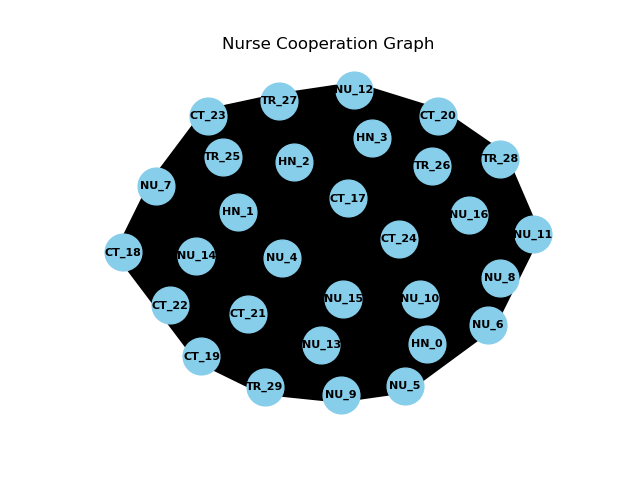 Nurse Cooperation Graph
NU_12
TR_27
CT_23
CT_20
HN_3
TR_25
HN_2
TR_26
TR_28
NU_7
CT_17
HN_1
NU_16
NU_11
CT_24
CT_18
NU_14
NU_4
NU_8
CT_22
NU_15
NU_10
CT_21
NU_6
NU_13
HN_0
CT_19
TR_29
NU_5
NU_9